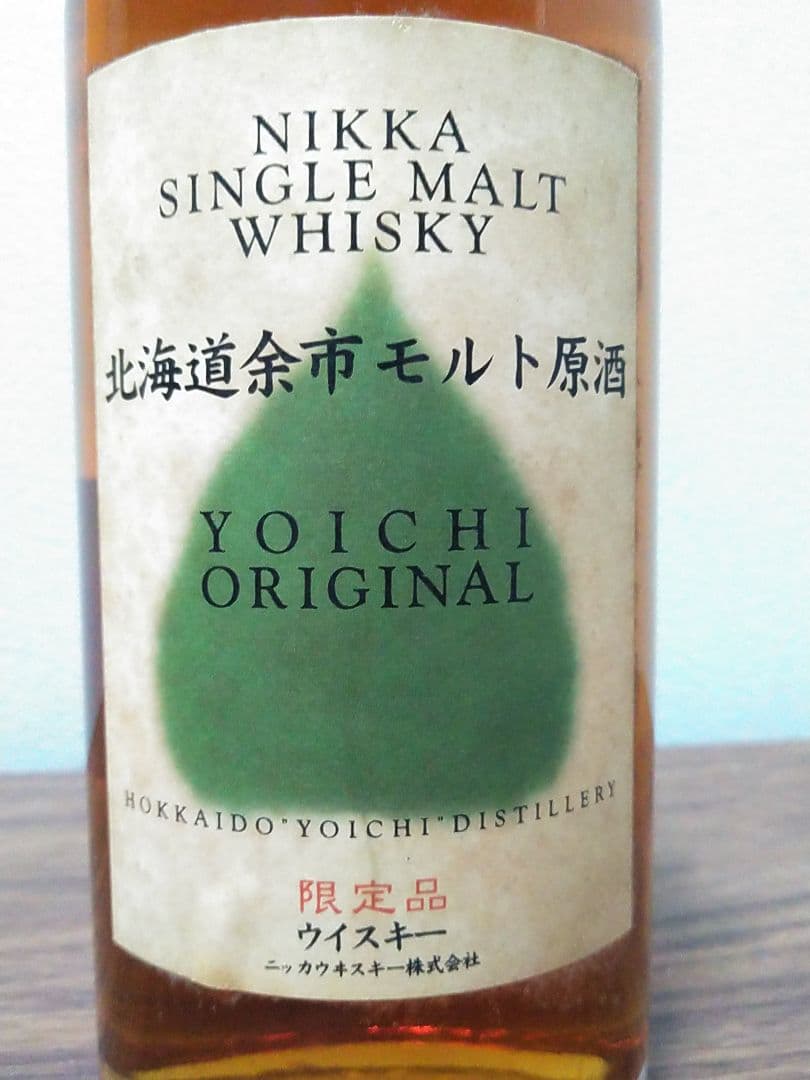 NIKKA
SINGLE MALT
WHISKY
北海道余市モルト原酒
YOICHI
ORIGINAL
HOKKAIDO"YOICHI"DISTILLERY
限定品
ウイスキー
ニッカウヰスキー株式会社